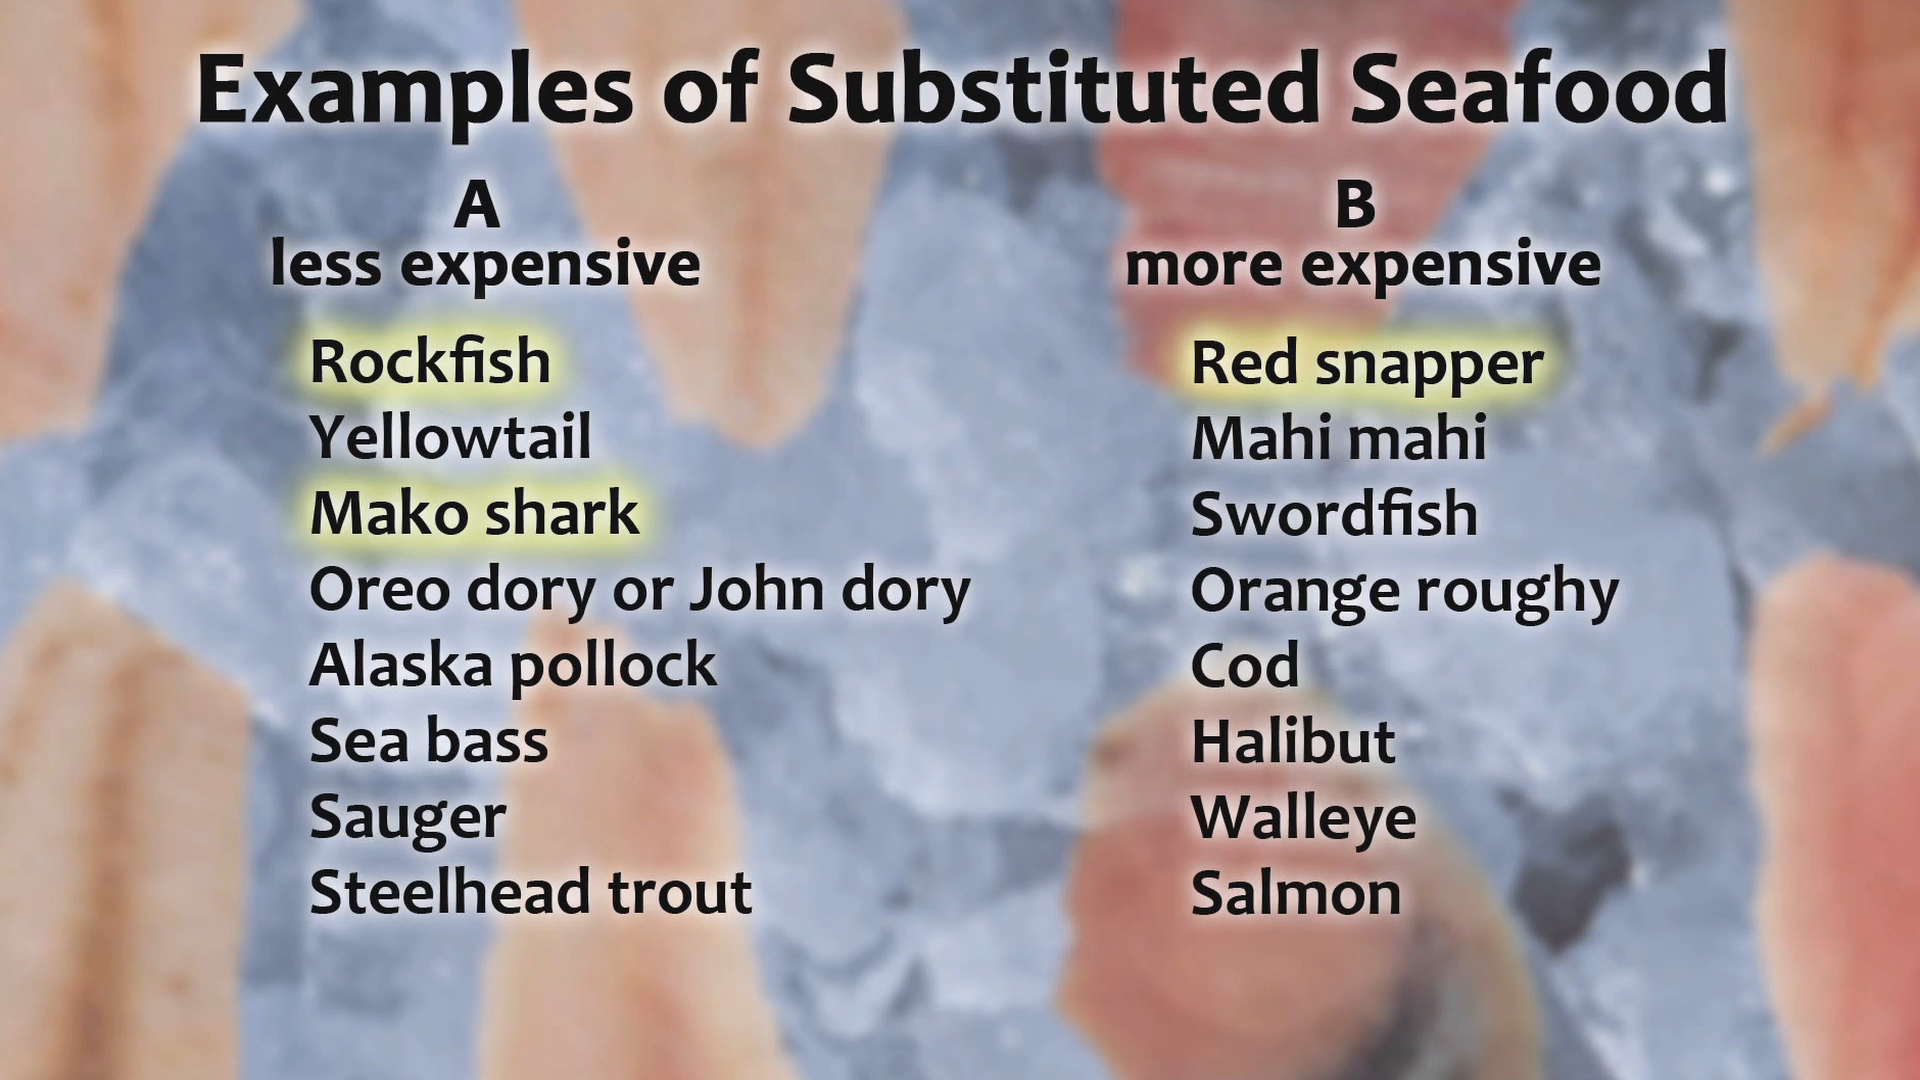 Examples of Substituted Seafood
A
less expensive
Rockfish
Yellowtail
Mako shark
Oreo dory or John dory
Alaska pollock
Sea bass
Sauger
Steelhead trout
B
more expensive
Red snapper
Mahi mahi
Swordfish
Orange roughy
Cod
Halibut
Walleye
Salmon